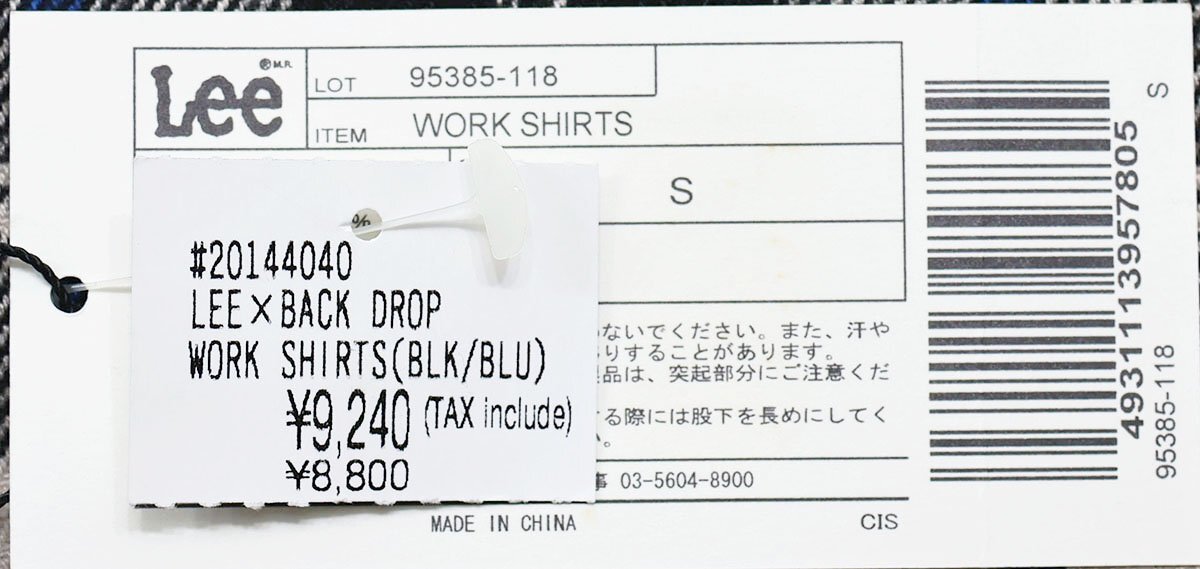 Lee ® M.R.
LOT 95385-118
ITEM WORK SHIRTS
S
#20144040
LEE×BACK DROP
WORK SHIRTS(BLK/BLU)
¥9,240 (TAX include)
¥8,800
ないでください。また、汗や
りすることがあります。
品は、突起部分にご注意くだ
る際には股下を長めにしてく
。
03-5604-8900
MADE IN CHINA
CIS
4931113957805
95385-118
S